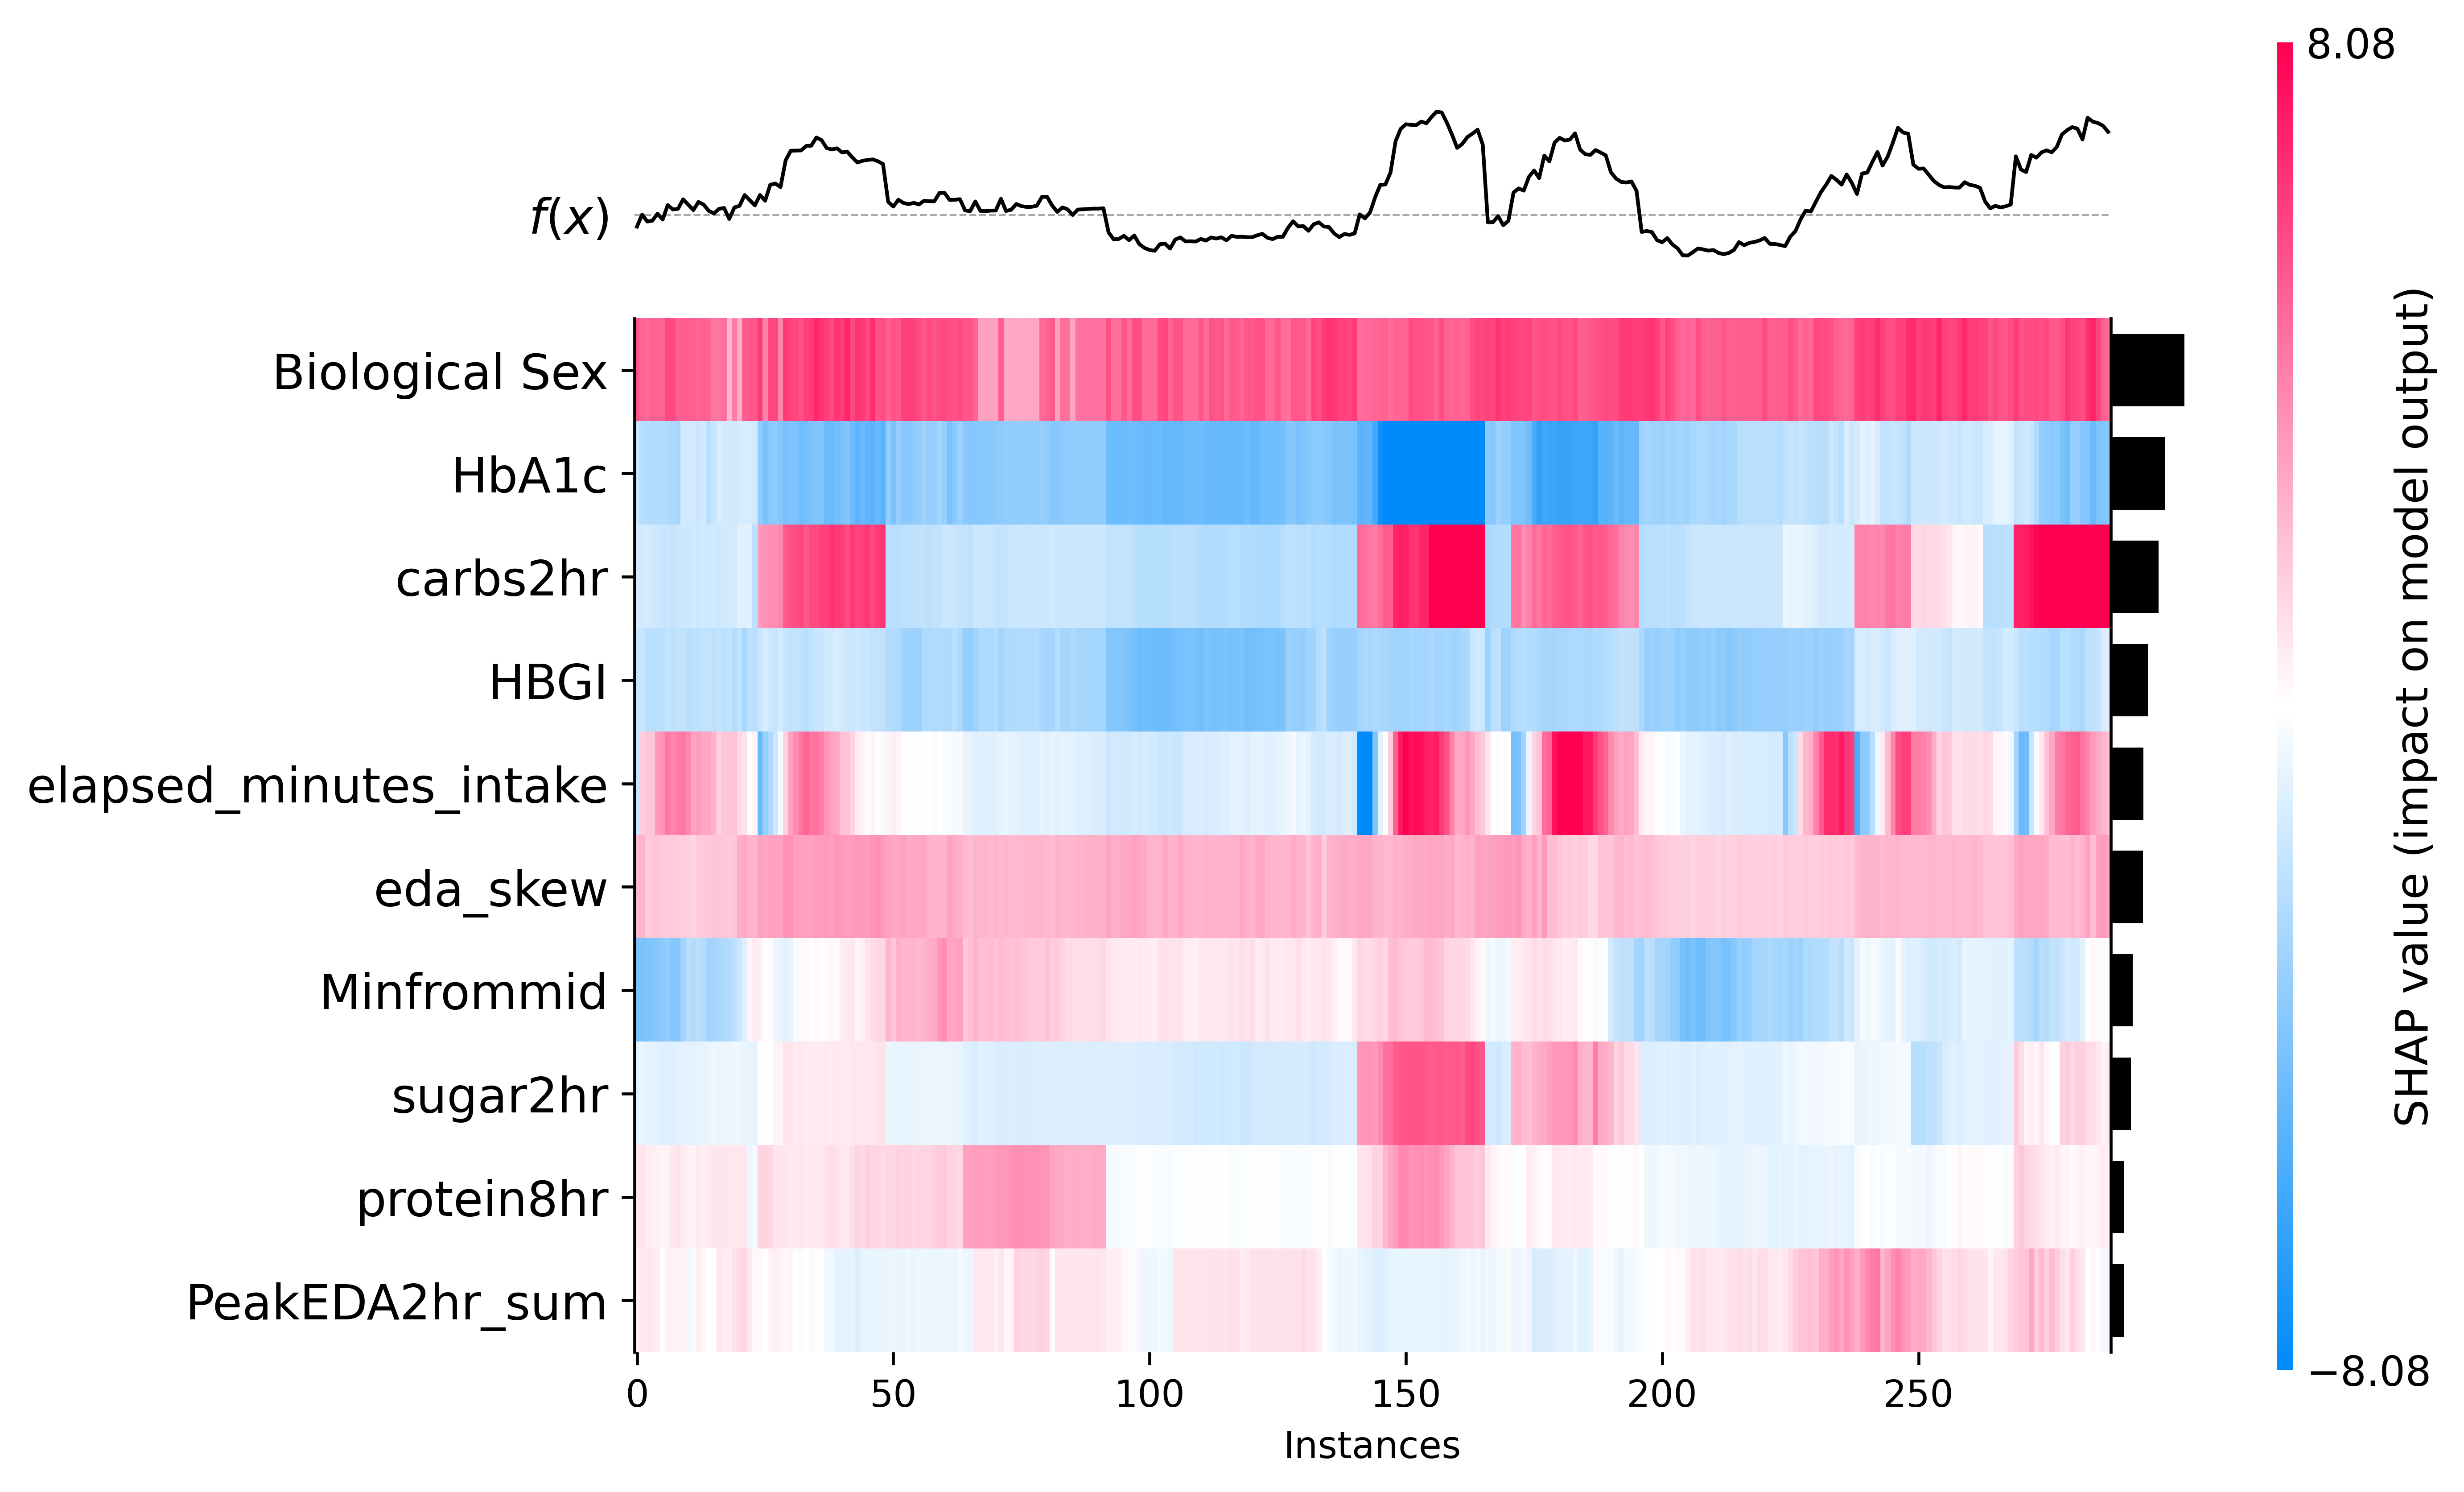 8.08
f(x)
Biological Sex
HbA1c
carbs2hr
HBGI
elapsed_minutes_intake
eda_skew
Minfrommid
sugar2hr
protein8hr
PeakEDA2hr_sum
0 50 100 150 200 250
Instances
−8.08
SHAP value (impact on model output)